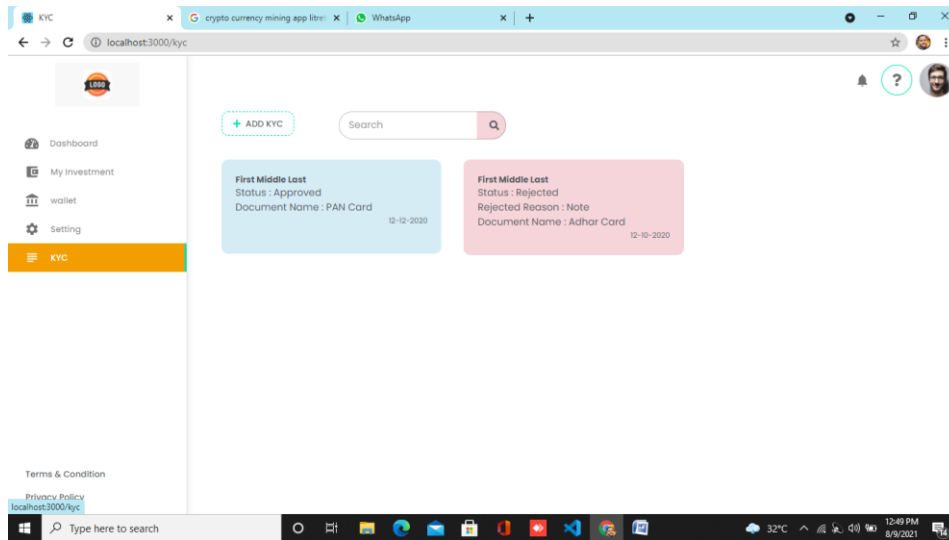 KYC
crypto currency mining app litre
WhatsApp
localhost:3000/kyc
LOGO
?
+ ADD KYC
Search
Dashboard
My Investment
wallet
Setting
KYC
First Middle Last
Status : Approved
Document Name : PAN Card
12-12-2020
First Middle Last
Status : Rejected
Rejected Reason : Note
Document Name : Adhar Card
12-10-2020
Terms & Condition
Privacy Policy
localhost:3000/kyc
Type here to search
32°C
12:49 PM
8/9/2021